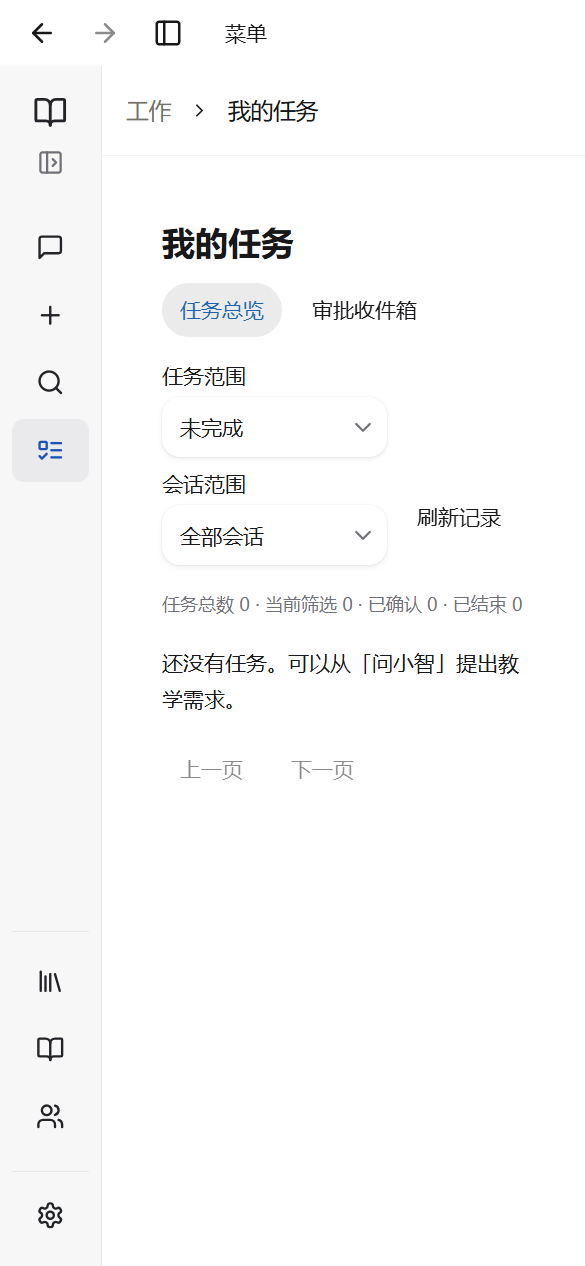 菜单
工作 > 我的任务
我的任务
任务总览 审批收件箱
任务范围
未完成
会话范围
全部会话
刷新记录
任务总数 0 · 当前筛选 0 · 已确认 0 · 已结束 0
还没有任务。可以从「问小智」提出教
学需求。
上一页 下一页